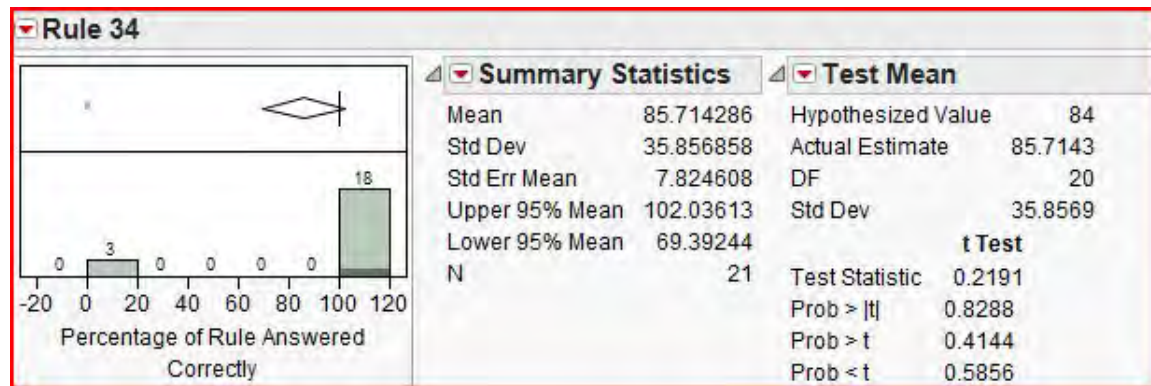 Rule 34
18
3
0 0 0 0 0
-20 0 20 40 60 80 100 120
Percentage of Rule Answered
Correctly
Summary Statistics
Mean 85.714286
Std Dev 35.856858
Std Err Mean 7.824608
Upper 95% Mean 102.03613
Lower 95% Mean 69.39244
N 21
Test Mean
Hypothesized Value 84
Actual Estimate 85.7143
DF 20
Std Dev 35.8569
t Test
Test Statistic 0.2191
Prob > |t| 0.8288
Prob > t 0.4144
Prob < t 0.5856